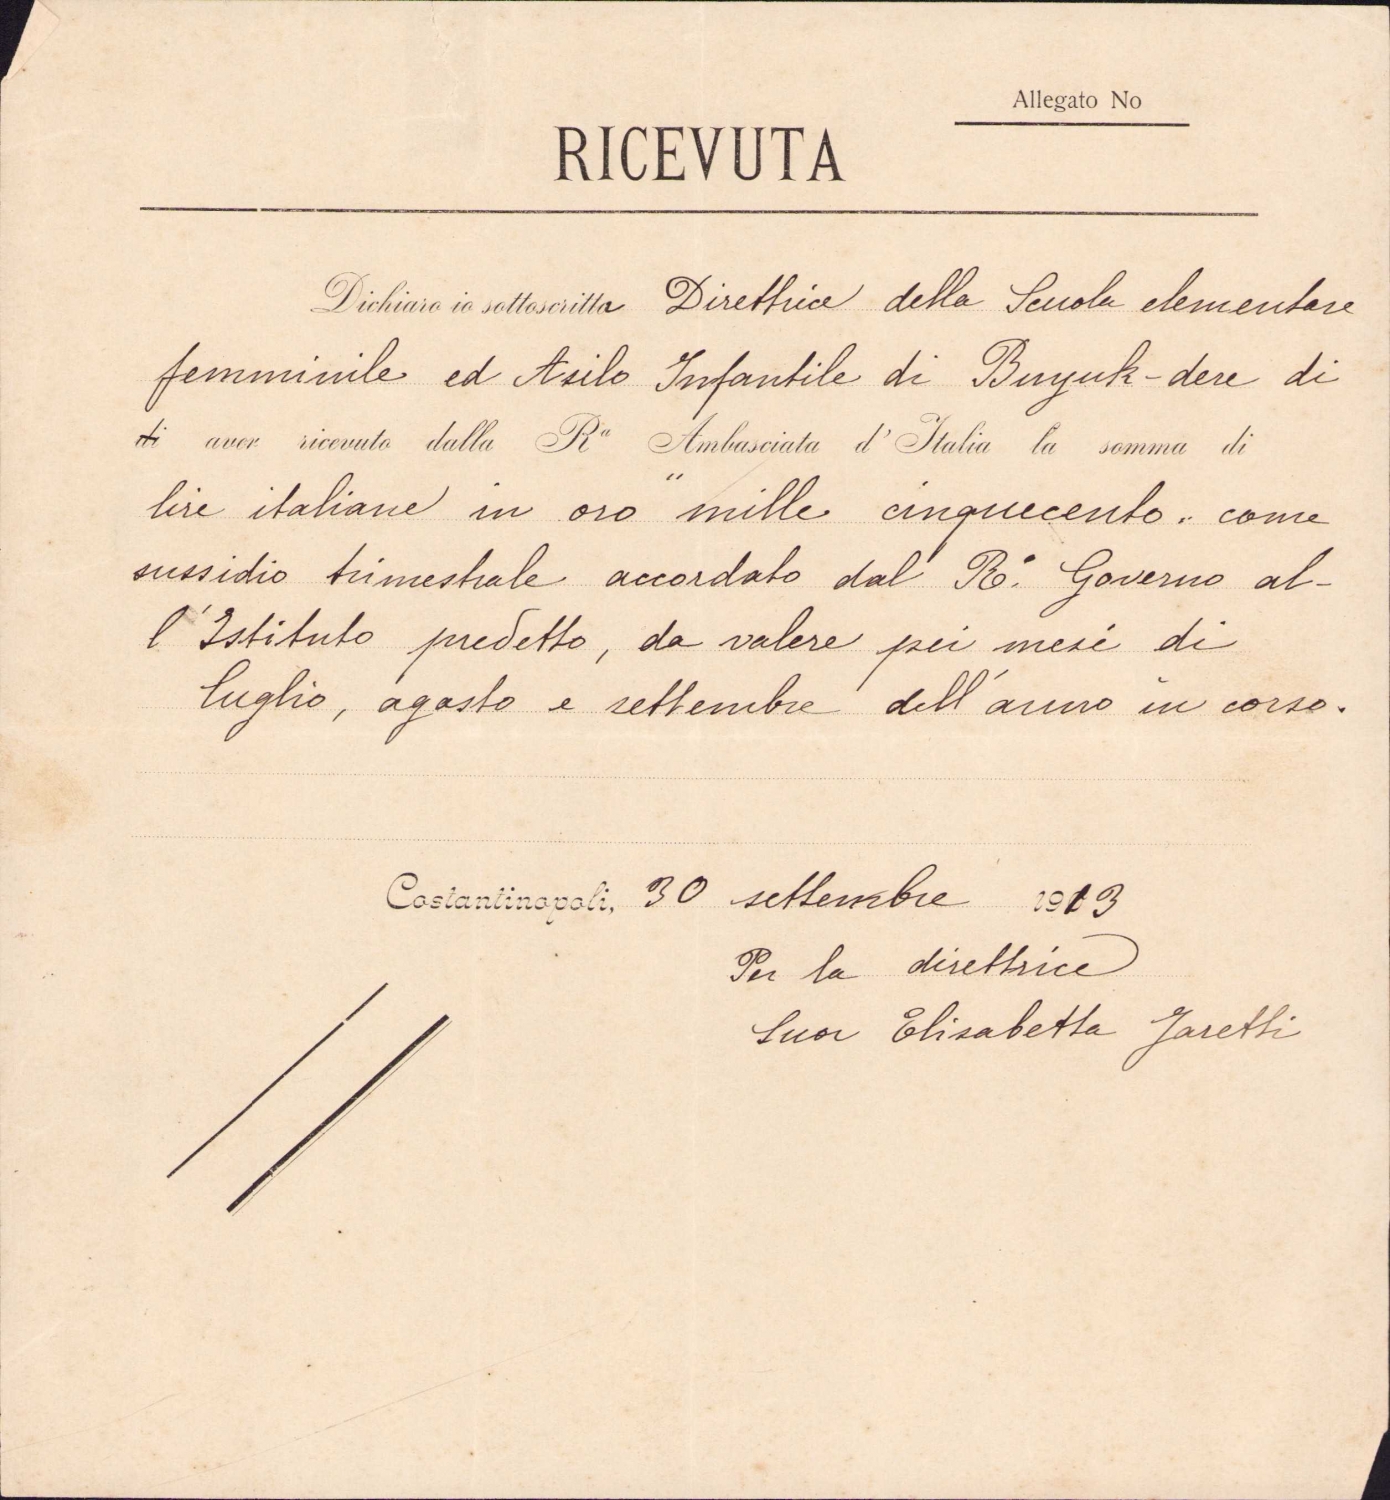 Allegato No
RICEVUTA
Dichiaro io sottoscritta Direttrice della Scuola elementare
femminile ed Asilo Infantile di Buyuk-dere di
di aver ricevuto dalla Rª Ambasciata d'Italia la somma di
lire italiane in oro "mille cinquecento" come
sussidio trimestrale accordato dal R°. Governo al-
l'Istituto predetto, da valere pei mesi di
luglio, agosto e settembre dell'anno in corso.
Costantinopoli, 30 settembre 1913
Per la direttrice
Suor Elisabetta Jaretti